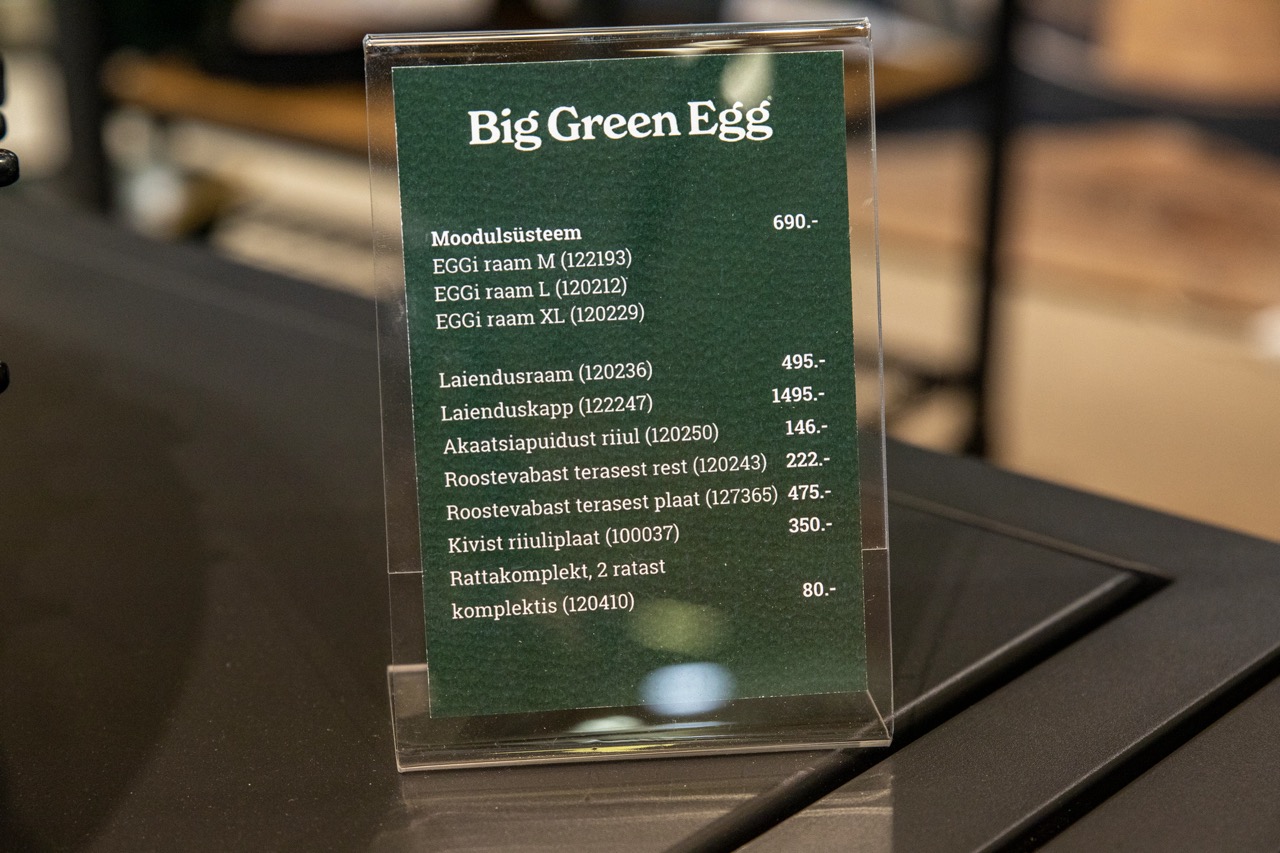 Big Green Egg
Moodulsüsteem 690.-
EGGi raam M (122193)
EGGi raam L (120212)
EGGi raam XL (120229)
Laiendusraam (120236) 495.-
Laienduskapp (122247) 1495.-
Akaatsiapuidust riiul (120250) 146.-
Roostevabast terasest rest (120243) 222.-
Roostevabast terasest plaat (127365) 475.-
Kivist riiuliplaat (100037) 350.-
Rattakomplekt, 2 ratast
komplektis (120410) 80.-